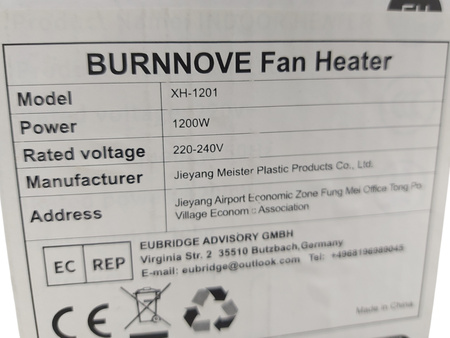 BURNNOVE Fan Heater
Model XH-1201
Power 1200W
Rated voltage 220-240V
Manufacturer Jieyang Meister Plastic Products Co., Ltd.
Address Jieyang Airport Economic Zone Fung Mei Office Tong Po
Village Econom :: Association
EC REP
EUBRIDGE ADVISORY GMBH
Virginia Str. 2 35510 Butzbach,Germany
E-mail: eubridge@outlook.com Tel:
CE
Made in China